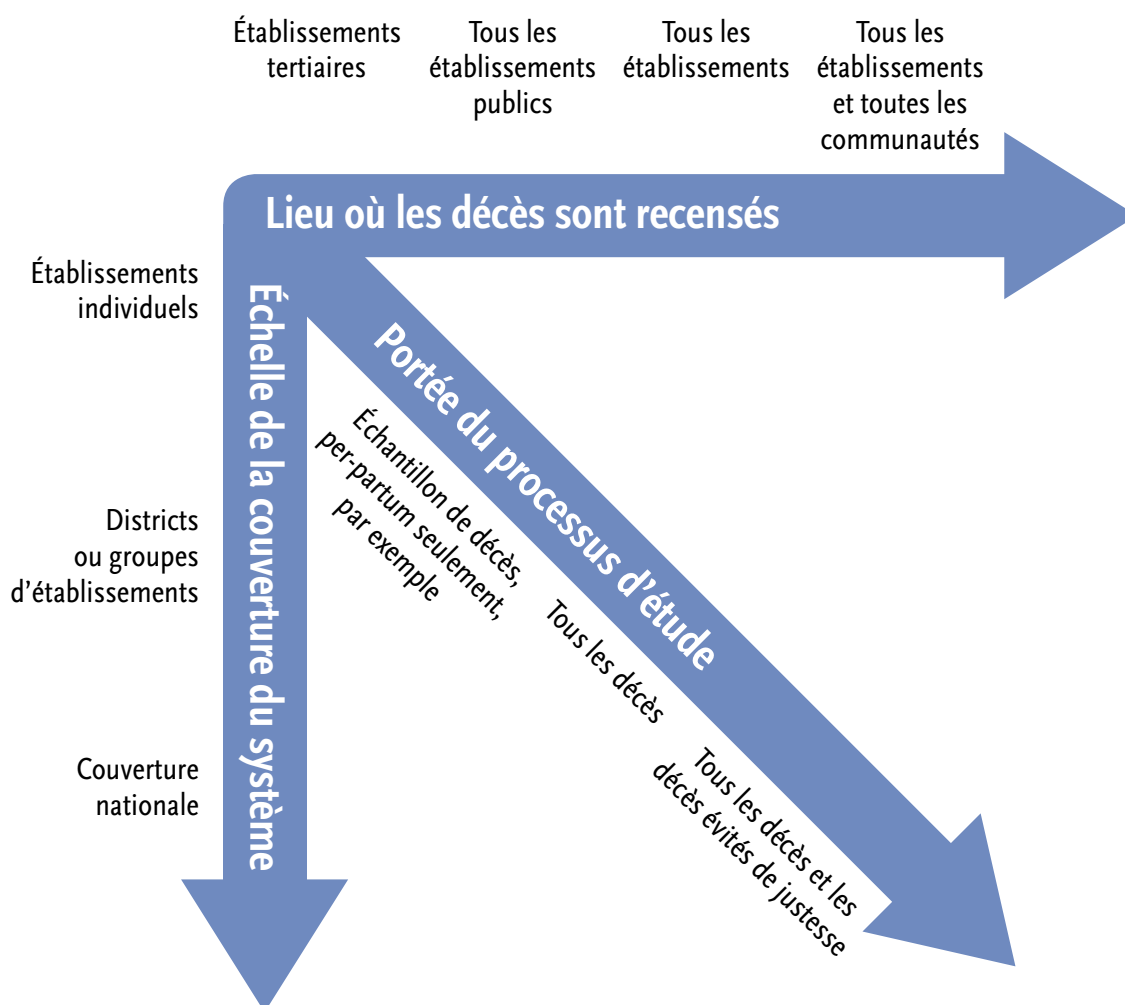 Établissements
tertiaires
Tous les
établissements
publics
Tous les
établissements
Tous les
établissements
et toutes les
communautés
Lieu où les décès sont recensés
Établissements
individuels
Districts
ou groupes
d'établissements
Couverture
nationale
Échelle de la couverture du système
Portée du processus d'étude
Échantillon de décès,
per-partum seulement,
par exemple
Tous les décès
Tous les décès et les
décès évités de justesse